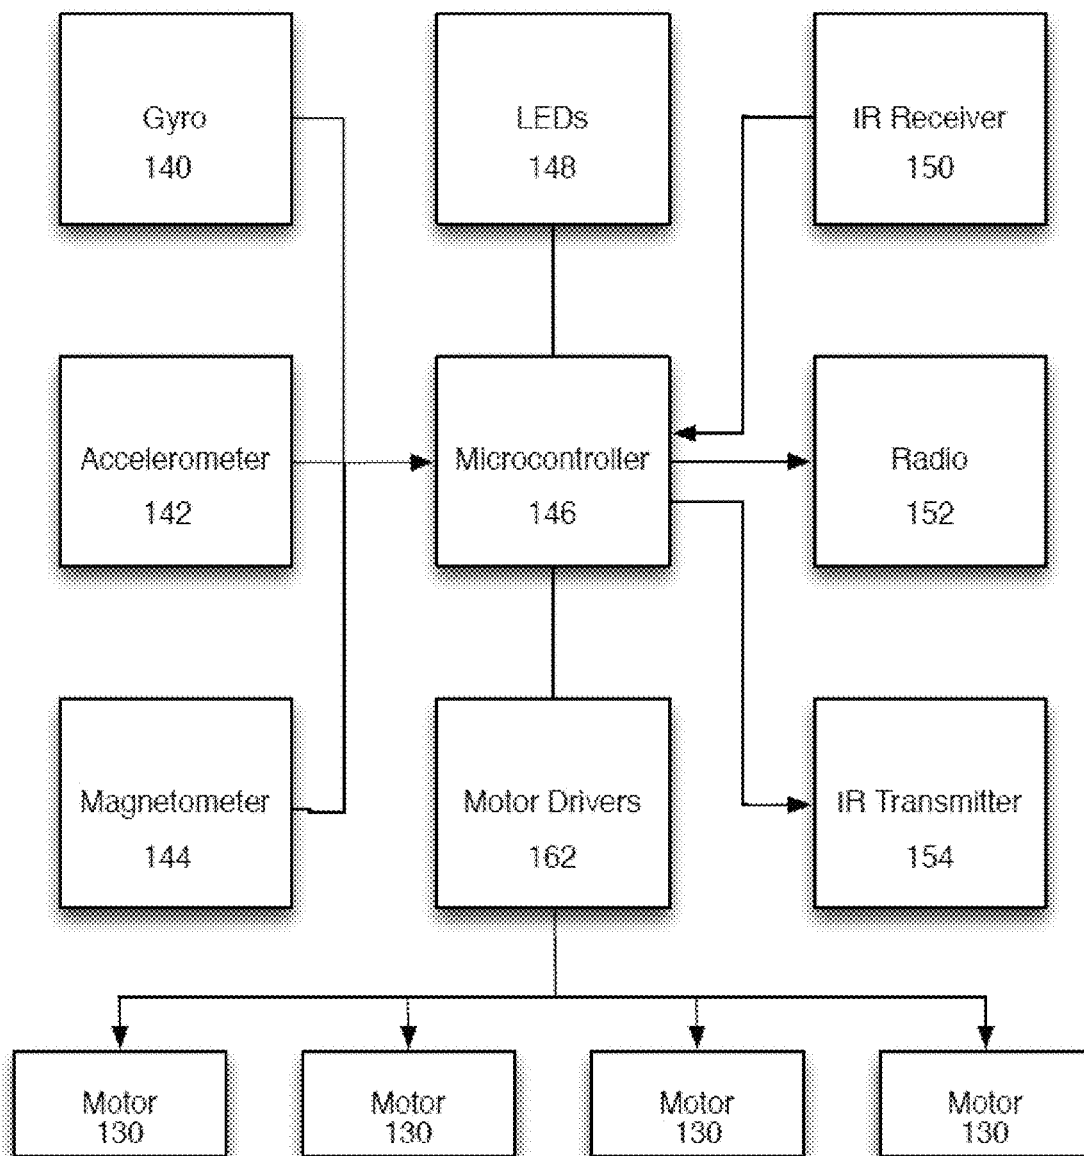 Gyro
140
LEDs
148
IR Receiver
150
Accelerometer
142
Microcontroller
146
Radio
152
Magnetometer
144
Motor Drivers
162
IR Transmitter
154
Motor
130
Motor
130
Motor
130
Motor
130